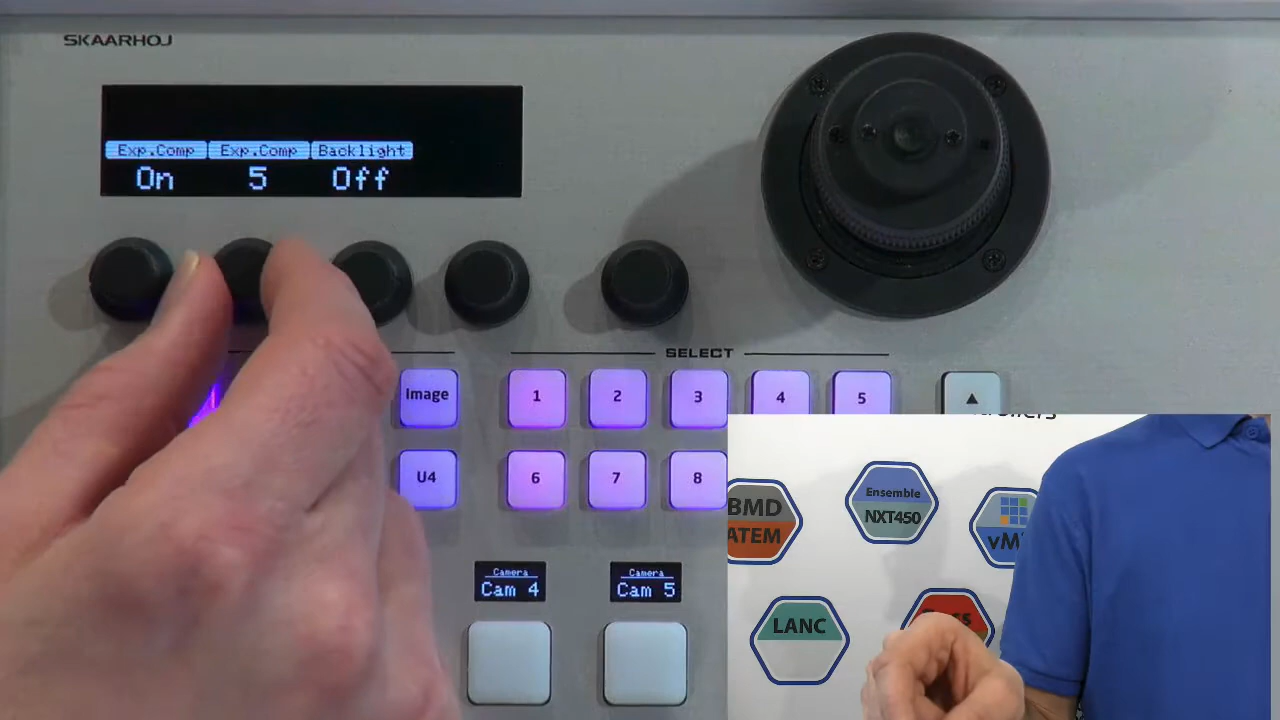 SKAARHOJ
Exp.Comp Exp.Comp Backlight
On 5 Off
SELECT
Image 1 2 3 4 5 ▲
U4 6 7 8
BMD
ATEM
Ensemble
NXT450
LANC
Camera
Cam 4
Camera
Cam 5